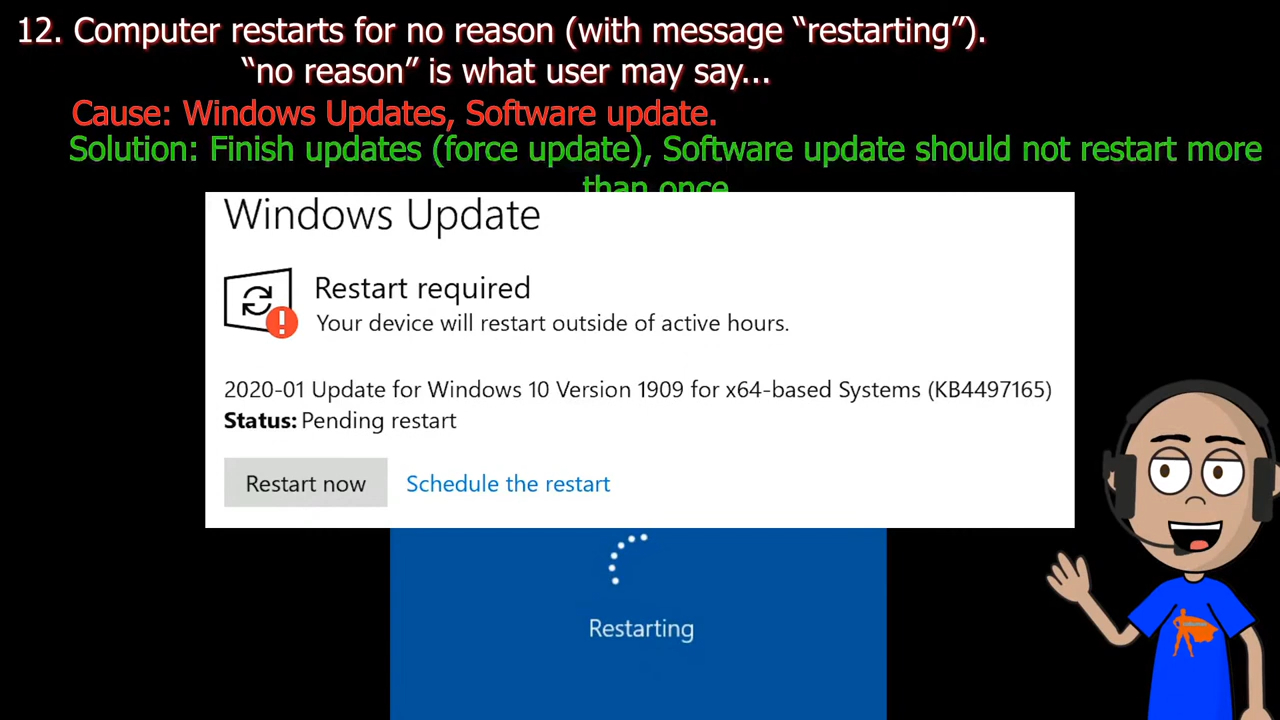 12. Computer restarts for no reason (with message “restarting”).
“no reason” is what user may say...
Cause: Windows Updates, Software update.
Solution: Finish updates (force update), Software update should not restart more
than once
Windows Update
Restart required
Your device will restart outside of active hours.
2020-01 Update for Windows 10 Version 1909 for x64-based Systems (KB4497165)
Status: Pending restart
Restart now
Schedule the restart
Restarting